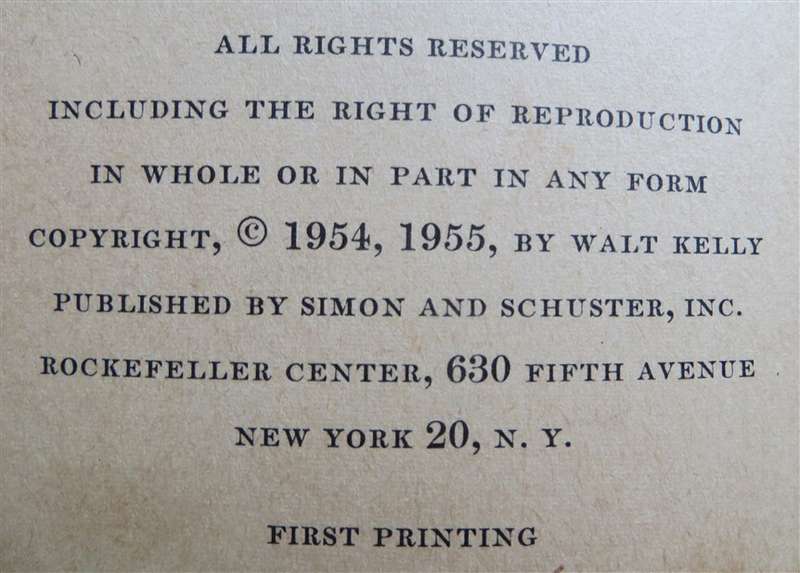 ALL RIGHTS RESERVED
INCLUDING THE RIGHT OF REPRODUCTION
IN WHOLE OR IN PART IN ANY FORM
COPYRIGHT, © 1954, 1955, BY WALT KELLY
PUBLISHED BY SIMON AND SCHUSTER, INC.
ROCKEFELLER CENTER, 630 FIFTH AVENUE
NEW YORK 20, N. Y.
FIRST PRINTING